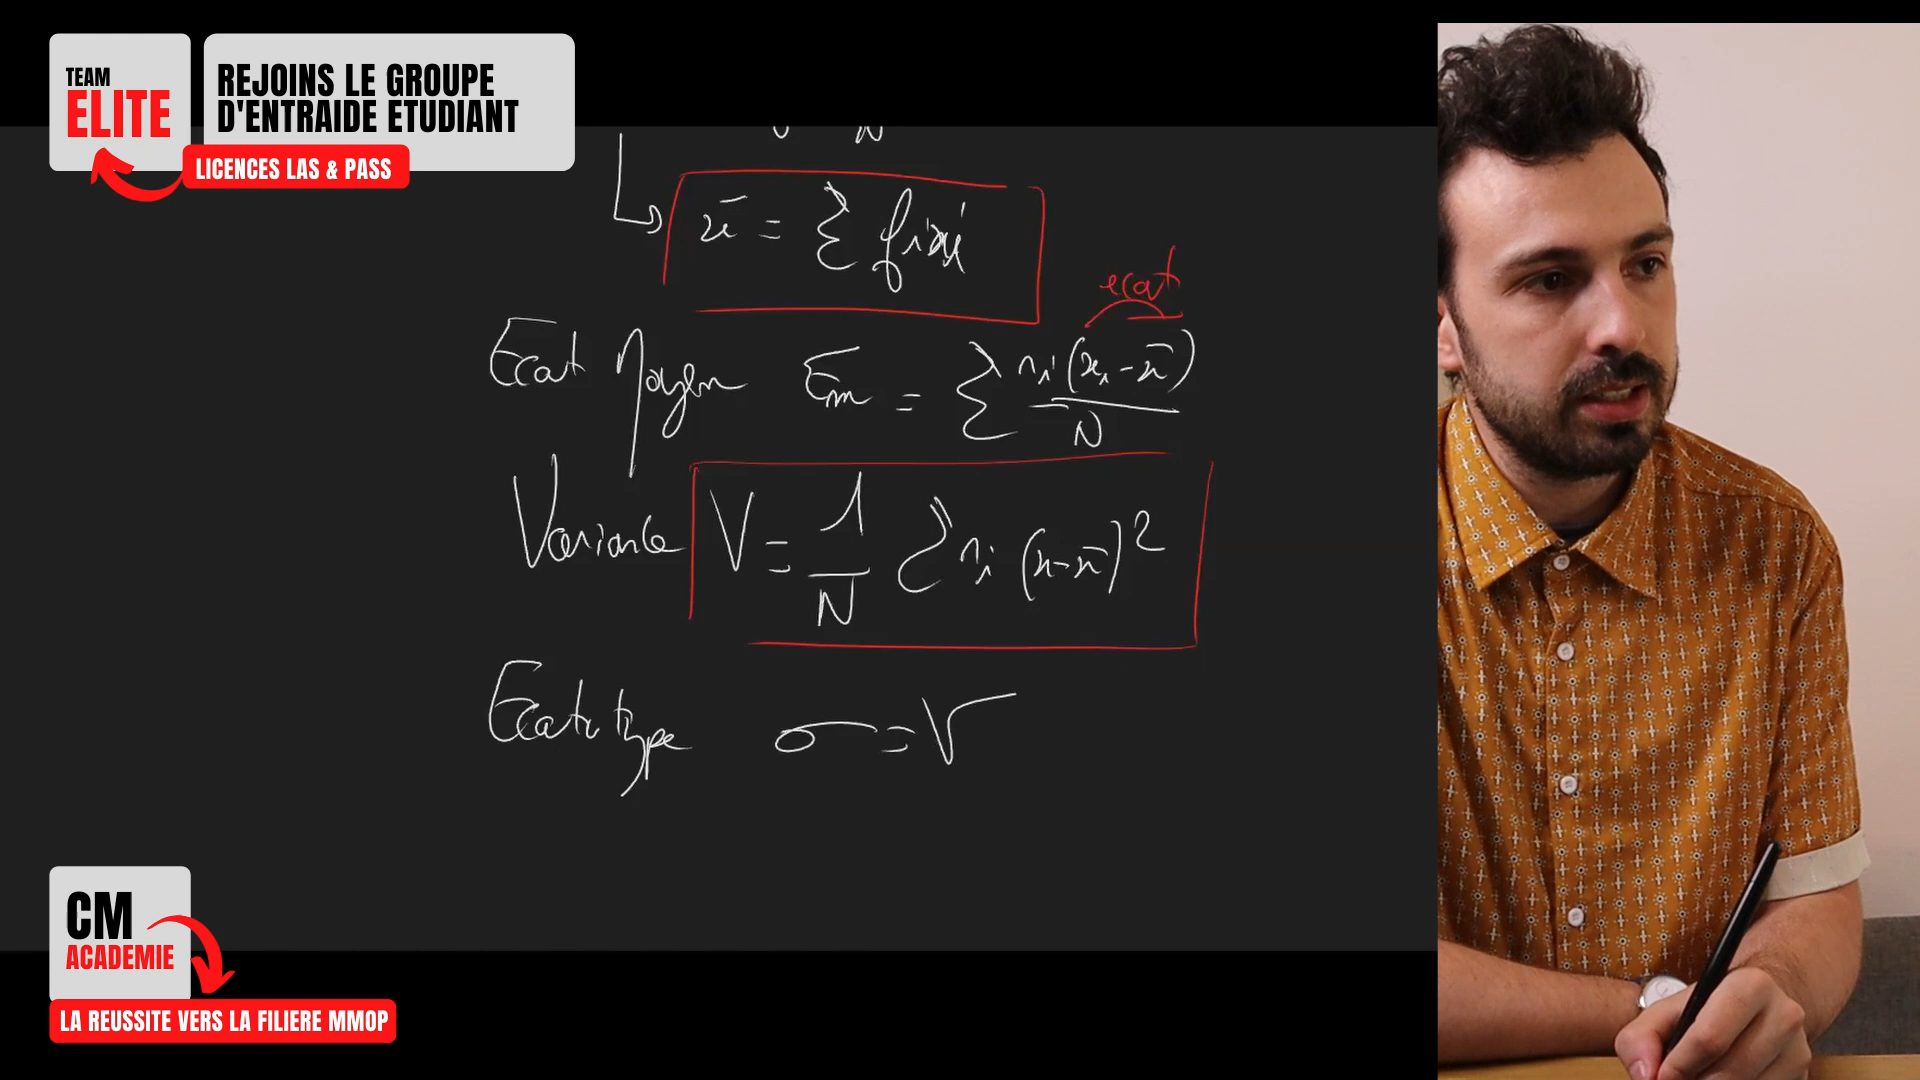 TEAM
ELITE
REJOINS LE GROUPE
D'ENTRAIDE ETUDIANT
LICENCES LAS & PASS
N
x̄ = Σ fixi
ecart
Ecart Moyen Em = Σ ni(xi-x̄)/N
Variance V = 1/N Σ ni (x-x̄)²
Ecart type σ = √
CM
ACADEMIE
LA REUSSITE VERS LA FILIERE MMOP